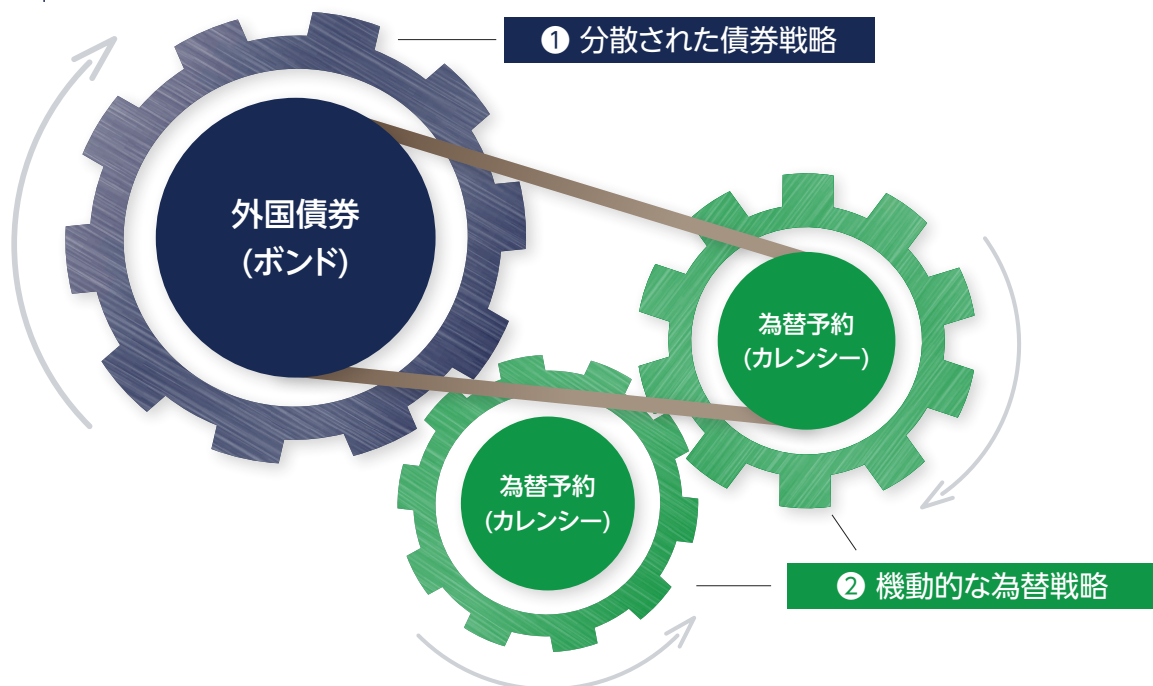 ❶ 分散された債券戦略
外国債券
(ボンド)
為替予約
(カレンシー)
為替予約
(カレンシー)
❷ 機動的な為替戦略